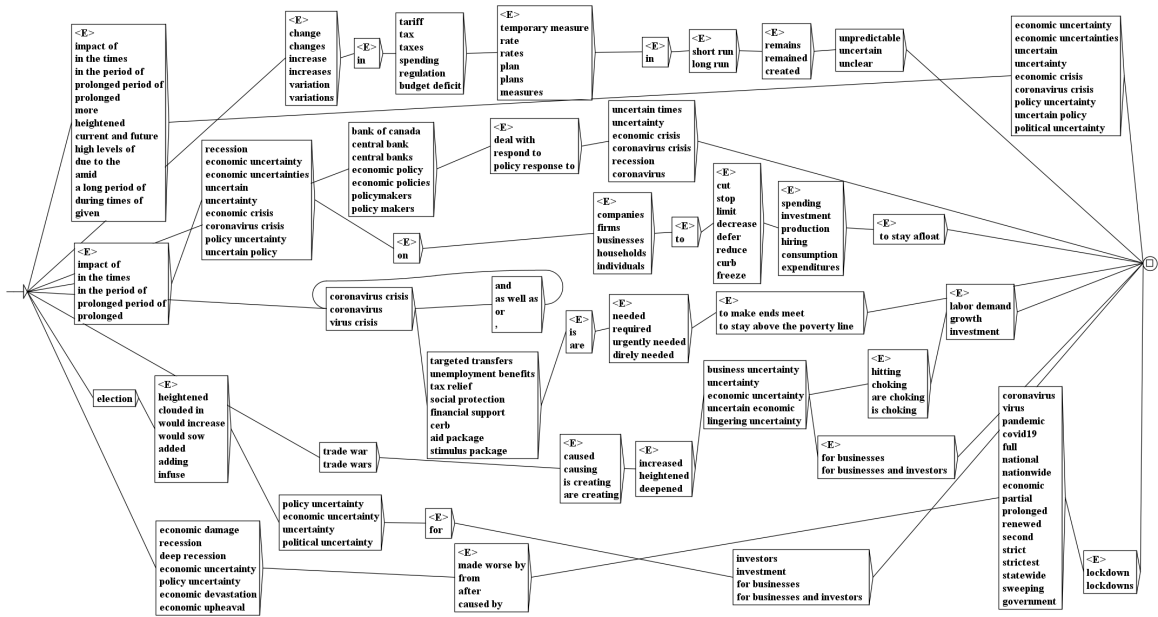 <E>
impact of
in the times
in the period of
prolonged period of
prolonged
more
heightened
current and future
high levels of
due to the
amid
a long period of
during times of
given
<E>
change
changes
increase
increases
variation
variations
<E>
in
tariff
tax
taxes
spending
regulation
budget deficit
<E>
temporary measure
rate
rates
plan
plans
measures
<E>
in
<E>
short run
long run
<E>
remains
remained
created
unpredictable
uncertain
unclear
economic uncertainty
economic uncertainties
uncertain
uncertainty
economic crisis
coronavirus crisis
policy uncertainty
uncertain policy
political uncertainty
recession
economic uncertainty
economic uncertainties
uncertain
uncertainty
economic crisis
coronavirus crisis
policy uncertainty
uncertain policy
bank of canada
central bank
central banks
economic policy
economic policies
policymakers
policy makers
<E>
deal with
respond to
policy response to
uncertain times
uncertainty
economic crisis
coronavirus crisis
recession
coronavirus
<E>
on
<E>
companies
firms
businesses
households
individuals
<E>
to
<E>
cut
stop
limit
decrease
defer
reduce
curb
freeze
<E>
spending
investment
production
hiring
consumption
expenditures
<E>
to stay afloat
<E>
impact of
in the times
in the period of
prolonged period of
prolonged
coronavirus crisis
coronavirus
virus crisis
and
as well as
or
,
targeted transfers
unemployment benefits
tax relief
social protection
financial support
cerb
aid package
stimulus package
<E>
is
are
<E>
needed
required
urgently needed
direly needed
<E>
to make ends meet
to stay above the poverty line
<E>
labor demand
growth
investment
election
<E>
heightened
clouded in
would increase
would sow
added
adding
infuse
trade war
trade wars
<E>
caused
causing
is creating
are creating
<E>
increased
heightened
deepened
business uncertainty
uncertainty
economic uncertainty
uncertain economic
lingering uncertainty
<E>
hitting
choking
are choking
is choking
<E>
for businesses
for businesses and investors
policy uncertainty
economic uncertainty
uncertainty
political uncertainty
<E>
for
investors
investment
for businesses
for businesses and investors
economic damage
recession
deep recession
economic uncertainty
policy uncertainty
economic devastation
economic upheaval
<E>
made worse by
from
after
caused by
coronavirus
virus
pandemic
covid19
full
national
nationwide
economic
partial
prolonged
renewed
second
strict
strictest
statewide
sweeping
government
<E>
lockdown
lockdowns